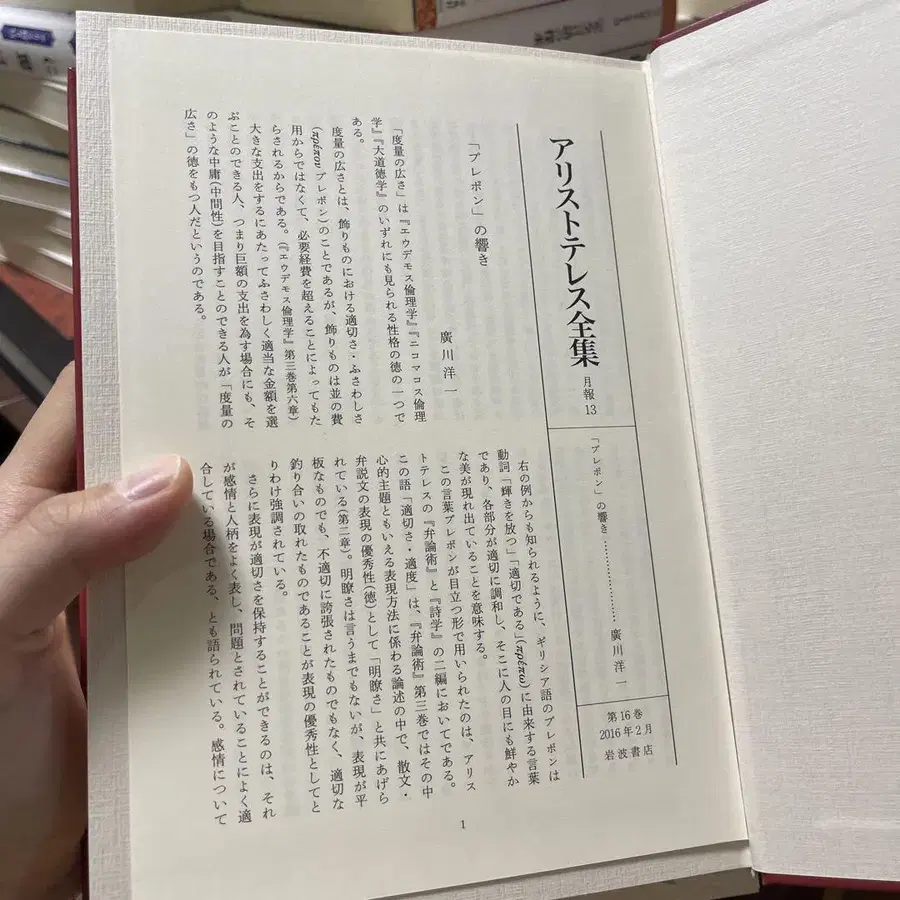 アリストテレス全集 月報13
「プレポン」の響き……………………廣川洋一
第16巻
2016年2月
岩波書店
「プレポン」の響き
廣川洋一
「度量の広さ」は『エウデモス倫理学』『ニコマコス倫理
学』『大道徳学』のいずれにも見られる性格の徳の一つで
ある。
度量の広さとは、飾りものにおける適切さ・ふさわしさ
(πρέπον プレポン)のことであるが、飾りものは並の費
用からではなくて、必要経費を超えることによってもた
らされるからである。(『エウデモス倫理学』第三巻第六章)
大きな支出をするにあたってふさわしく適当な金額を選
ぶことのできる人、つまり巨額の支出を為す場合にも、そ
のような中庸(中間性)を目指すことのできる人が「度量の
広さ」の徳をもつ人だというのである。
右の例からも知られるように、ギリシア語のプレポンは
動詞「輝きを放つ」「適切である」(πρέπω)に由来する言葉
であり、各部分が適切に調和し、そこに人の目にも鮮やか
な美が現れ出ていることを意味する。
この言葉プレポンが目立つ形で用いられたのは、アリス
トテレスの『弁論術』と『詩学』の二編においてである。
この語「適切さ・適度」は、『弁論術』第三巻ではその中
心的主題ともいえる表現方法に係わる論述の中で、散文・
弁説文の表現の優秀性(徳)として「明瞭さ」と共にあげら
れている(第二章)。明瞭さは言うまでもないが、表現が平
板なものでも、不適切に誇張されたものでもなく、適切な
釣り合いの取れたものであることが表現の優秀性としてと
りわけ強調されている。
さらに表現が適切さを保持することができるのは、それ
が感情と人柄をよく表し、問題とされていることによく適
合している場合である、とも語られている。感情について
1